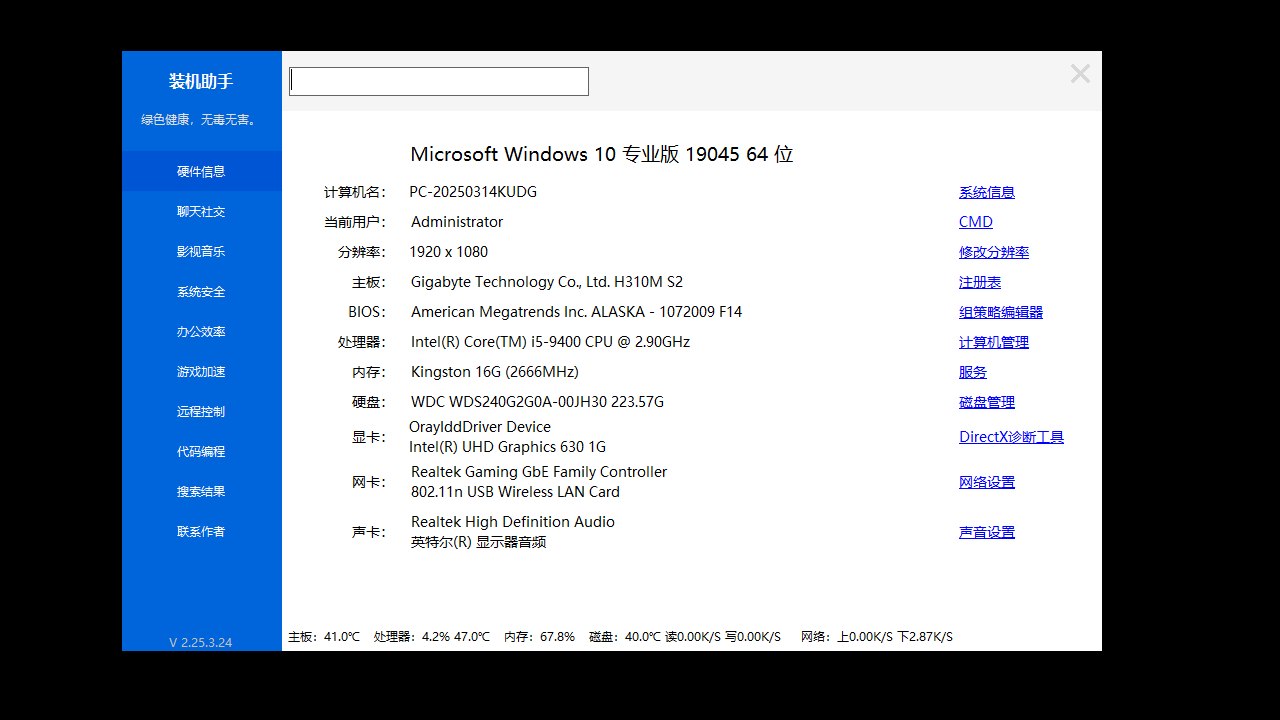 装机助手
绿色健康，无毒无害。
硬件信息
聊天社交
影视音乐
系统安全
办公效率
游戏加速
远程控制
代码编程
搜索结果
联系作者
V 2.25.3.24
Microsoft Windows 10 专业版 19045 64 位
计算机名： PC-20250314KUDG 系统信息
当前用户： Administrator CMD
分辨率： 1920 x 1080 修改分辨率
主板： Gigabyte Technology Co., Ltd. H310M S2 注册表
BIOS： American Megatrends Inc. ALASKA - 1072009 F14 组策略编辑器
处理器： Intel(R) Core(TM) i5-9400 CPU @ 2.90GHz 计算机管理
内存： Kingston 16G (2666MHz) 服务
硬盘： WDC WDS240G2G0A-00JH30 223.57G 磁盘管理
显卡： OrayIddDriver Device
Intel(R) UHD Graphics 630 1G DirectX诊断工具
网卡： Realtek Gaming GbE Family Controller
802.11n USB Wireless LAN Card 网络设置
声卡： Realtek High Definition Audio
英特尔(R) 显示器音频 声音设置
主板：41.0℃ 处理器：4.2% 47.0℃ 内存：67.8% 磁盘：40.0℃ 读0.00K/S 写0.00K/S 网络：上0.00K/S 下2.87K/S